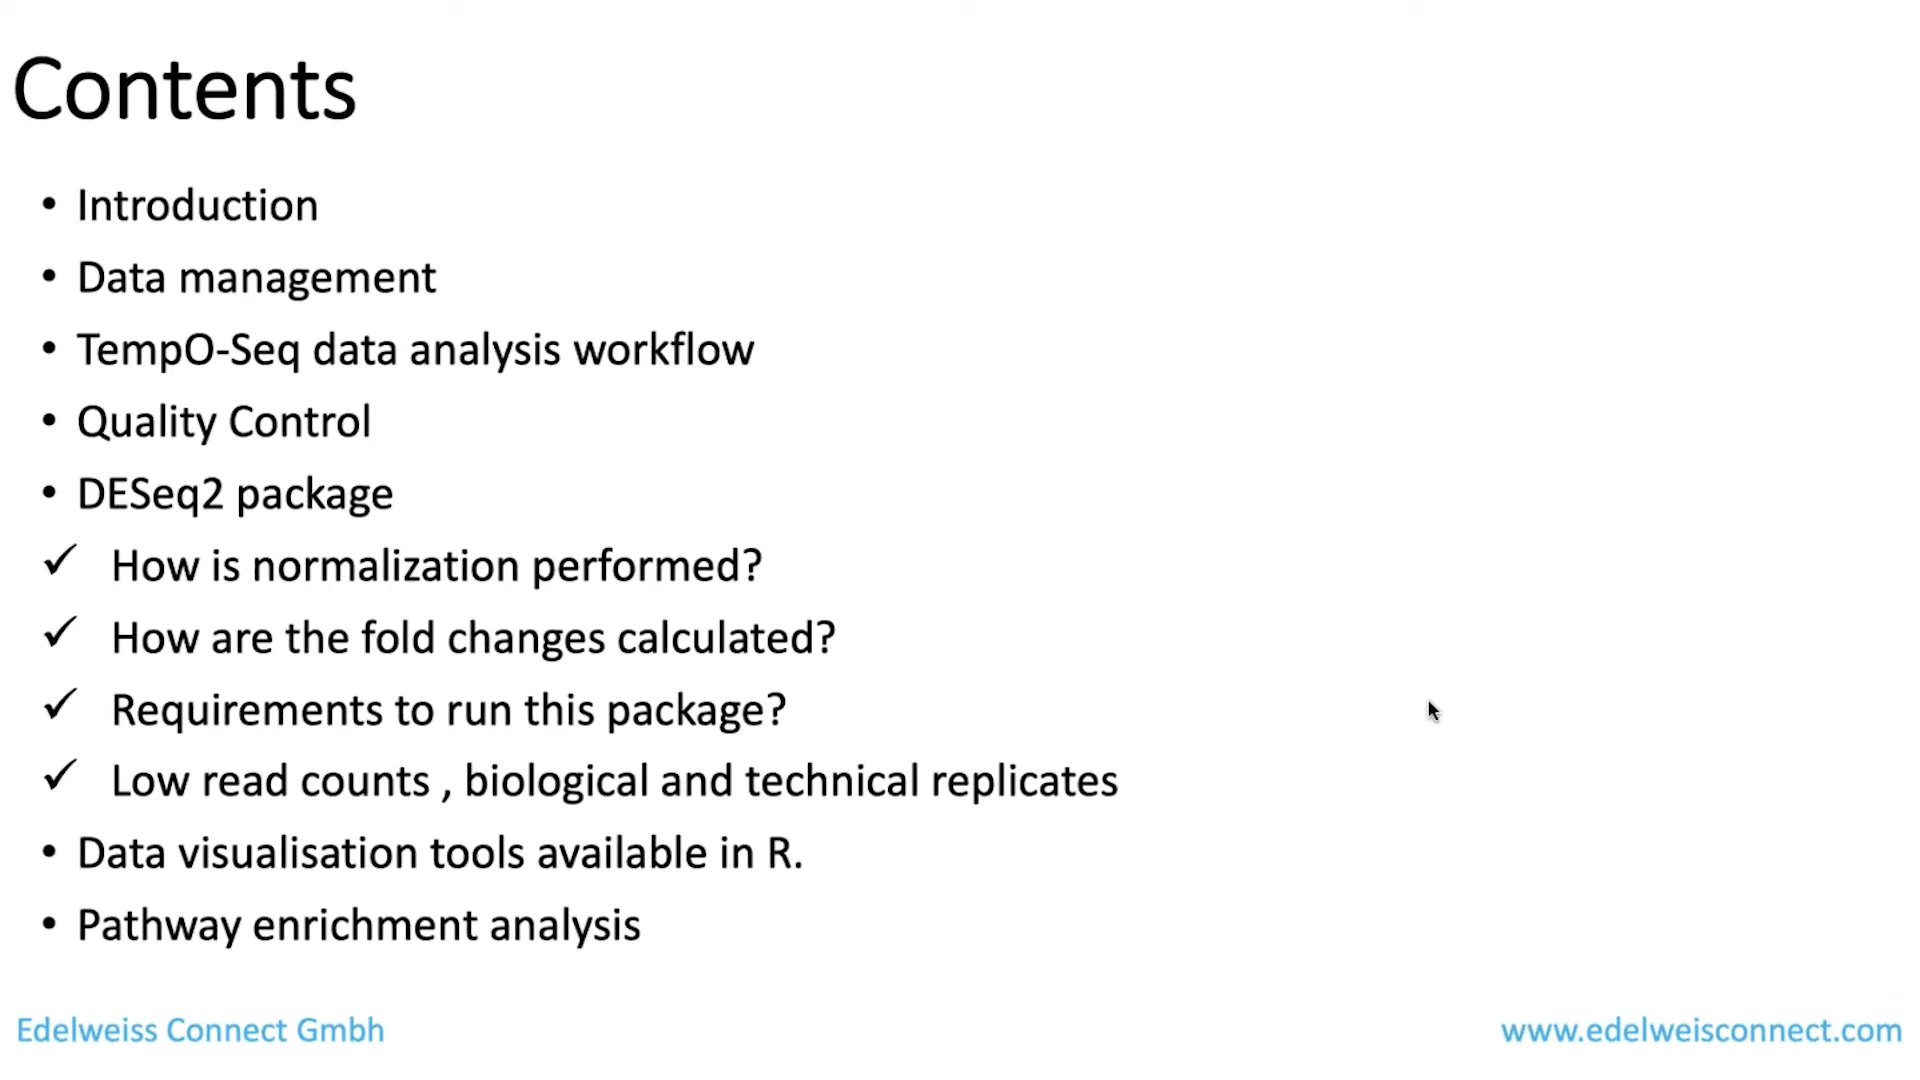 Contents
• Introduction
• Data management
• TempO-Seq data analysis workflow
• Quality Control
• DESeq2 package
✓ How is normalization performed?
✓ How are the fold changes calculated?
✓ Requirements to run this package?
✓ Low read counts , biological and technical replicates
• Data visualisation tools available in R.
• Pathway enrichment analysis
Edelweiss Connect Gmbh
www.edelweisconnect.com